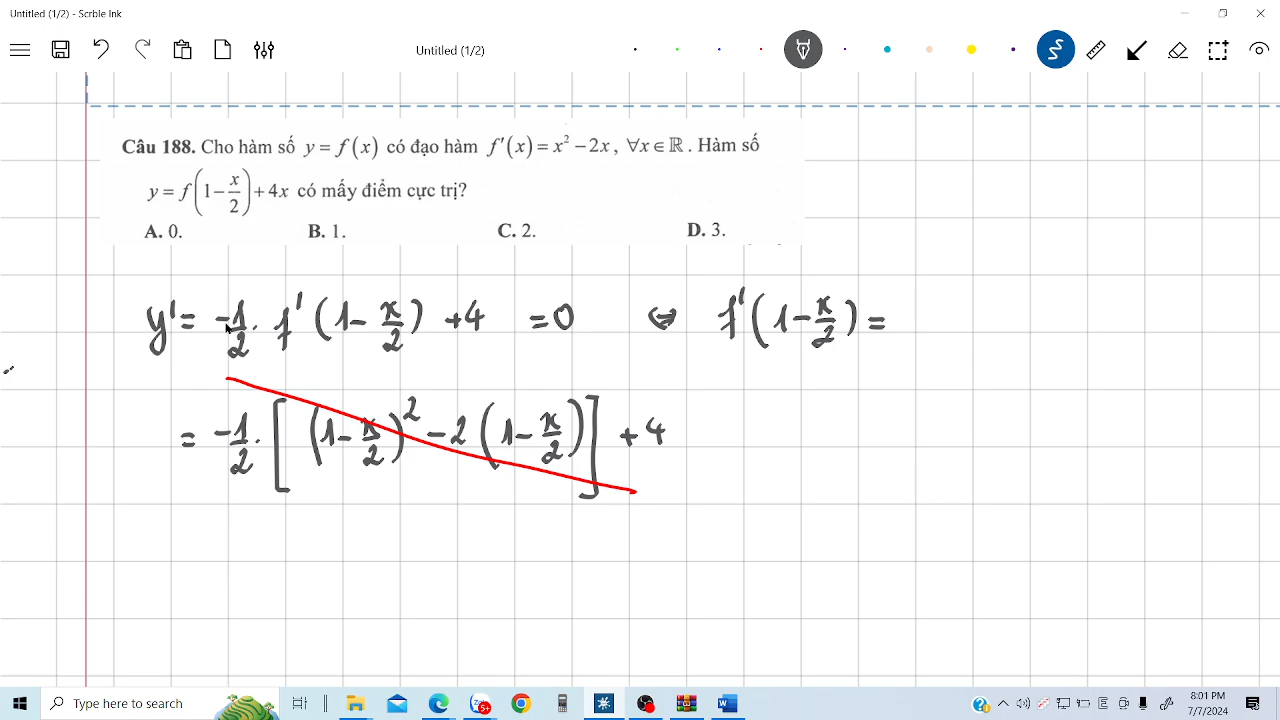 Untitled (1/2) - Scrble Ink
Untitled (1/2)
Câu 188. Cho hàm số y = f(x) có đạo hàm f'(x) = x² − 2x, ∀x ∈ ℝ. Hàm số
y = f(1 − x/2) + 4x có mấy điểm cực trị?
A. 0. B. 1. C. 2. D. 3.
y' = -1/2 . f'(1 - x/2) + 4 = 0 ⇔ f'(1 - x/2) =
= -1/2 . [(1 - x/2)² - 2(1 - x/2)] + 4
Type here to search
5+
8:01 PM
7/7/2024